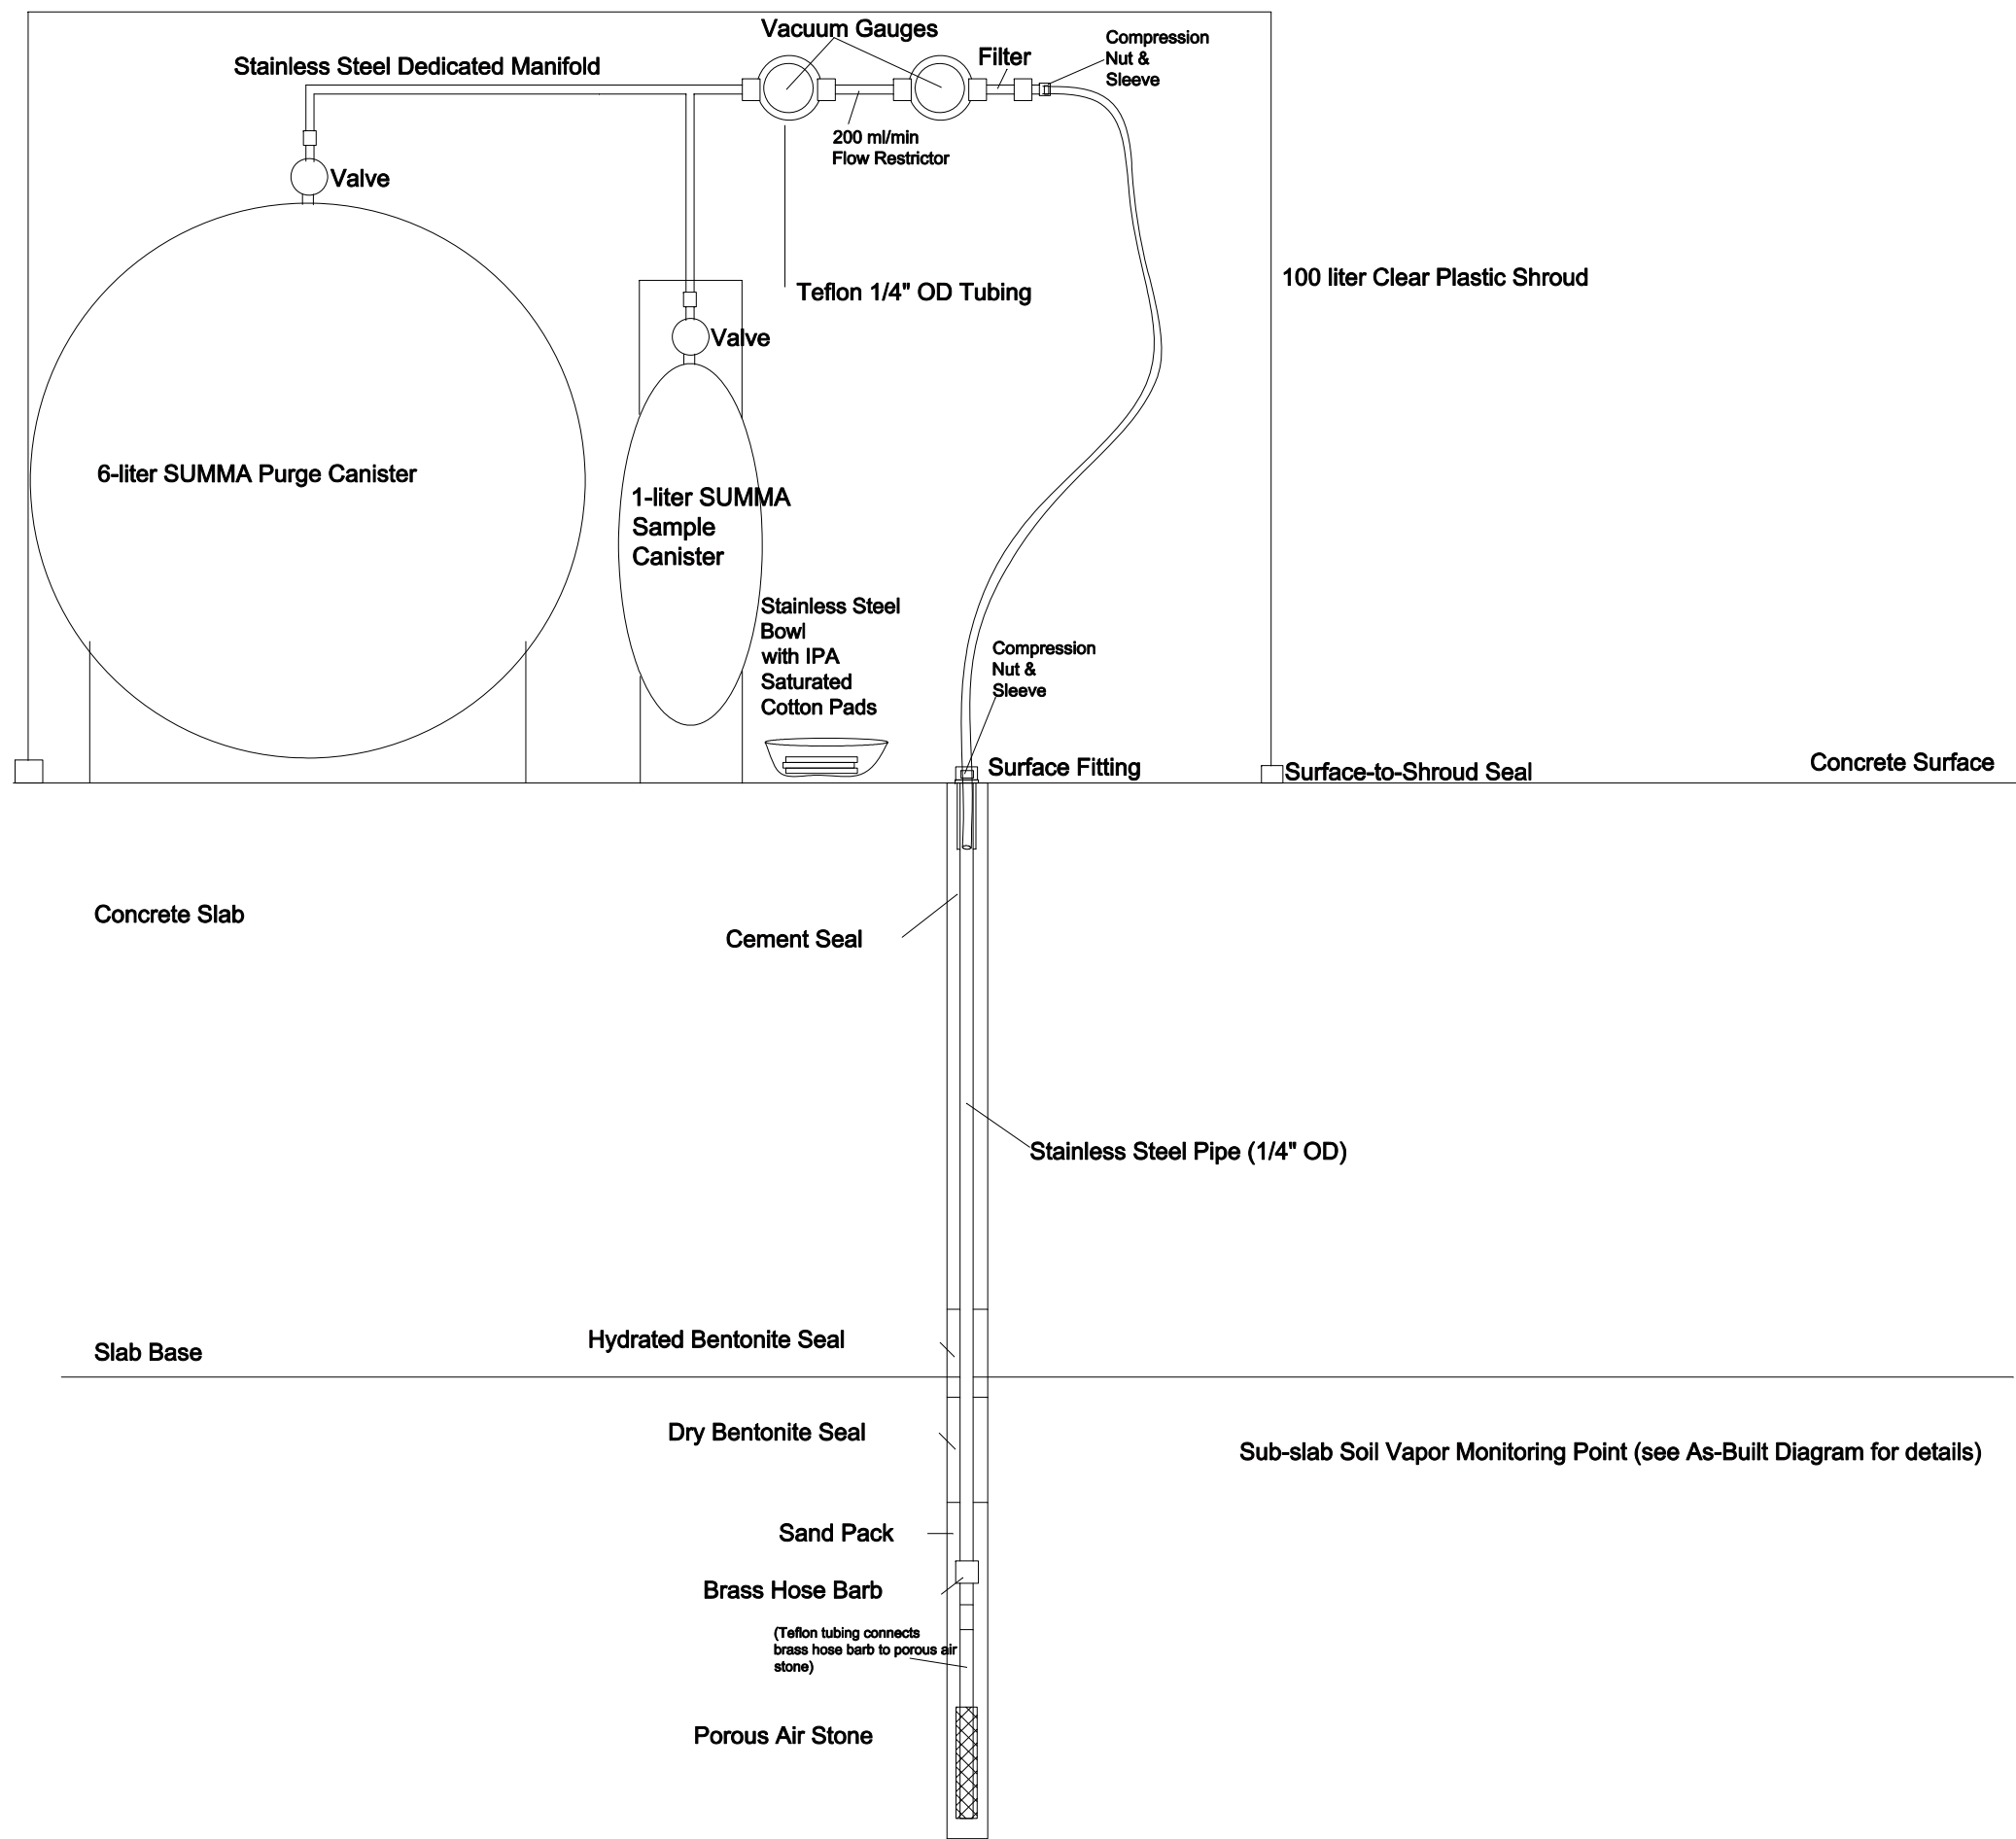 Vacuum Gauges
Compression
Nut &
Sleeve
Filter
Stainless Steel Dedicated Manifold
200 ml/min
Flow Restrictor
Valve
100 liter Clear Plastic Shroud
Teflon 1/4" OD Tubing
Valve
6-liter SUMMA Purge Canister
1-liter SUMMA
Sample
Canister
Stainless Steel
Bowl
with IPA
Saturated
Cotton Pads
Compression
Nut &
Sleeve
Surface Fitting
Surface-to-Shroud Seal
Concrete Surface
Concrete Slab
Cement Seal
Stainless Steel Pipe (1/4" OD)
Hydrated Bentonite Seal
Slab Base
Dry Bentonite Seal
Sub-slab Soil Vapor Monitoring Point (see As-Built Diagram for details)
Sand Pack
Brass Hose Barb
(Teflon tubing connects
brass hose barb to porous air
stone)
Porous Air Stone